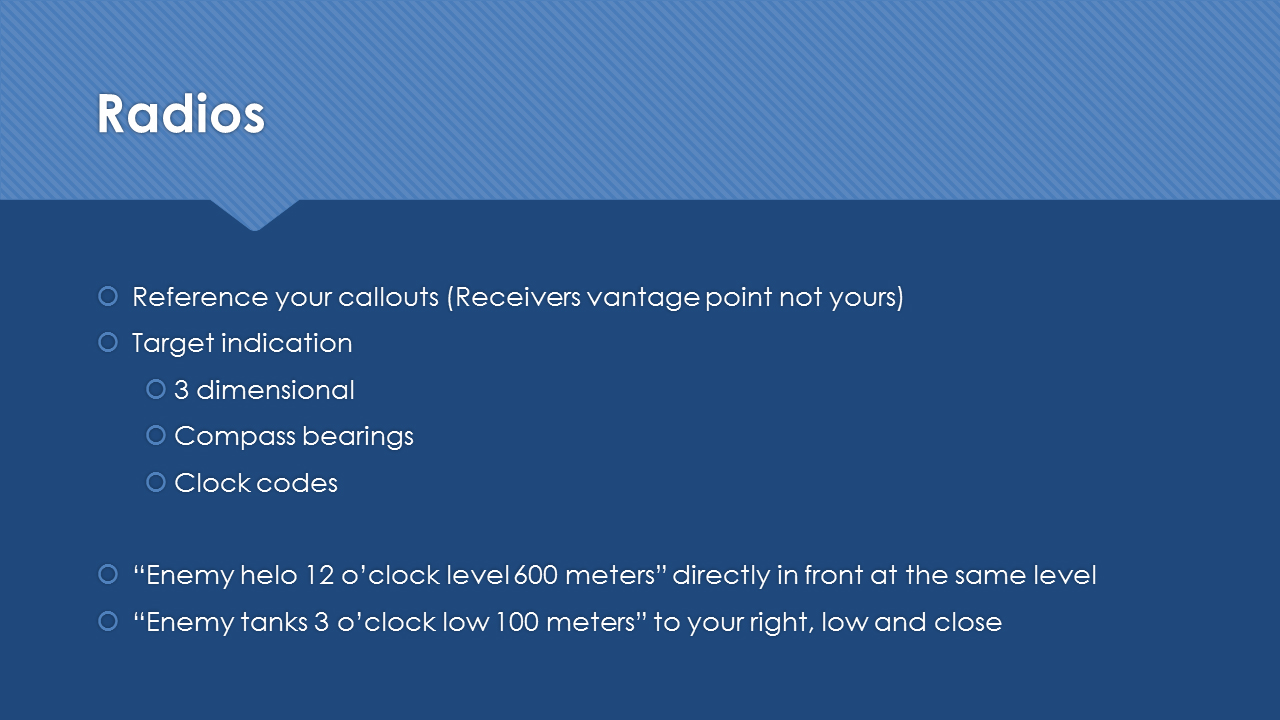 Radios
Reference your callouts (Receivers vantage point not yours)
Target indication
3 dimensional
Compass bearings
Clock codes
“Enemy helo 12 o’clock level 600 meters” directly in front at the same level
“Enemy tanks 3 o’clock low 100 meters” to your right, low and close